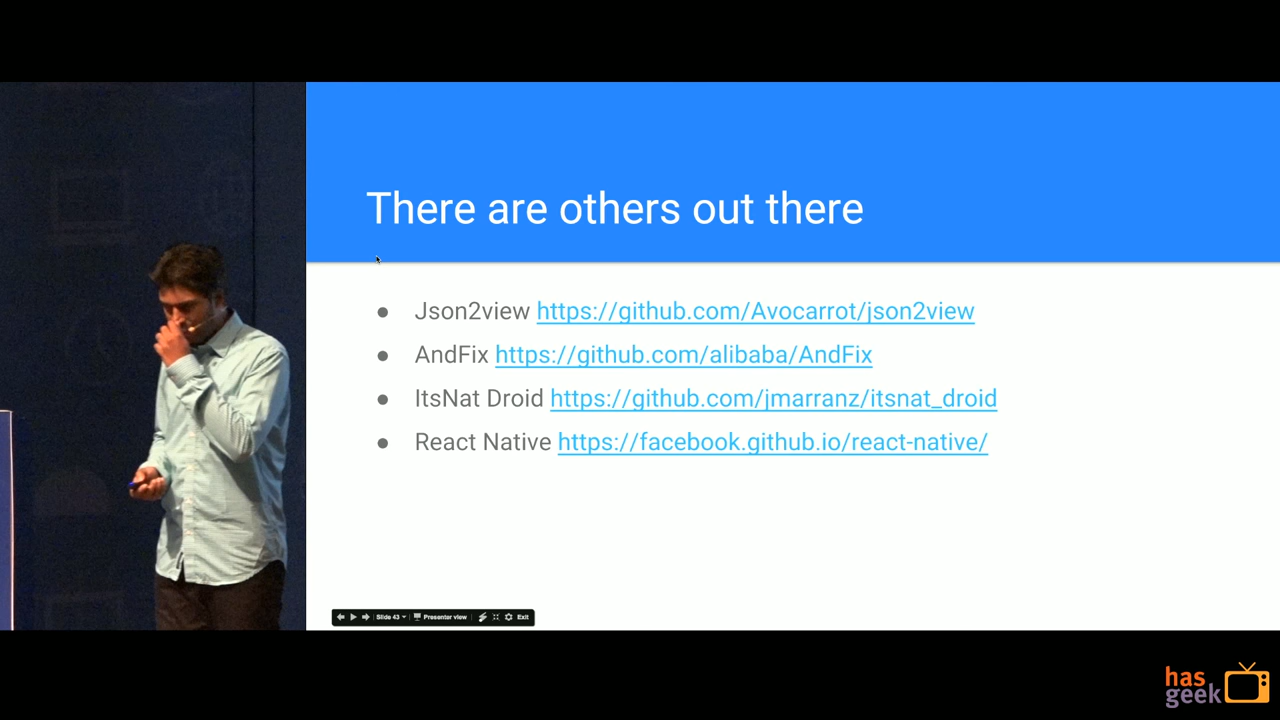 There are others out there
● Json2view https://github.com/Avocarrot/json2view
● AndFix https://github.com/alibaba/AndFix
● ItsNat Droid https://github.com/jmarranz/itsnat_droid
● React Native https://facebook.github.io/react-native/
Slide 43 Presenter view Exit
has
geek